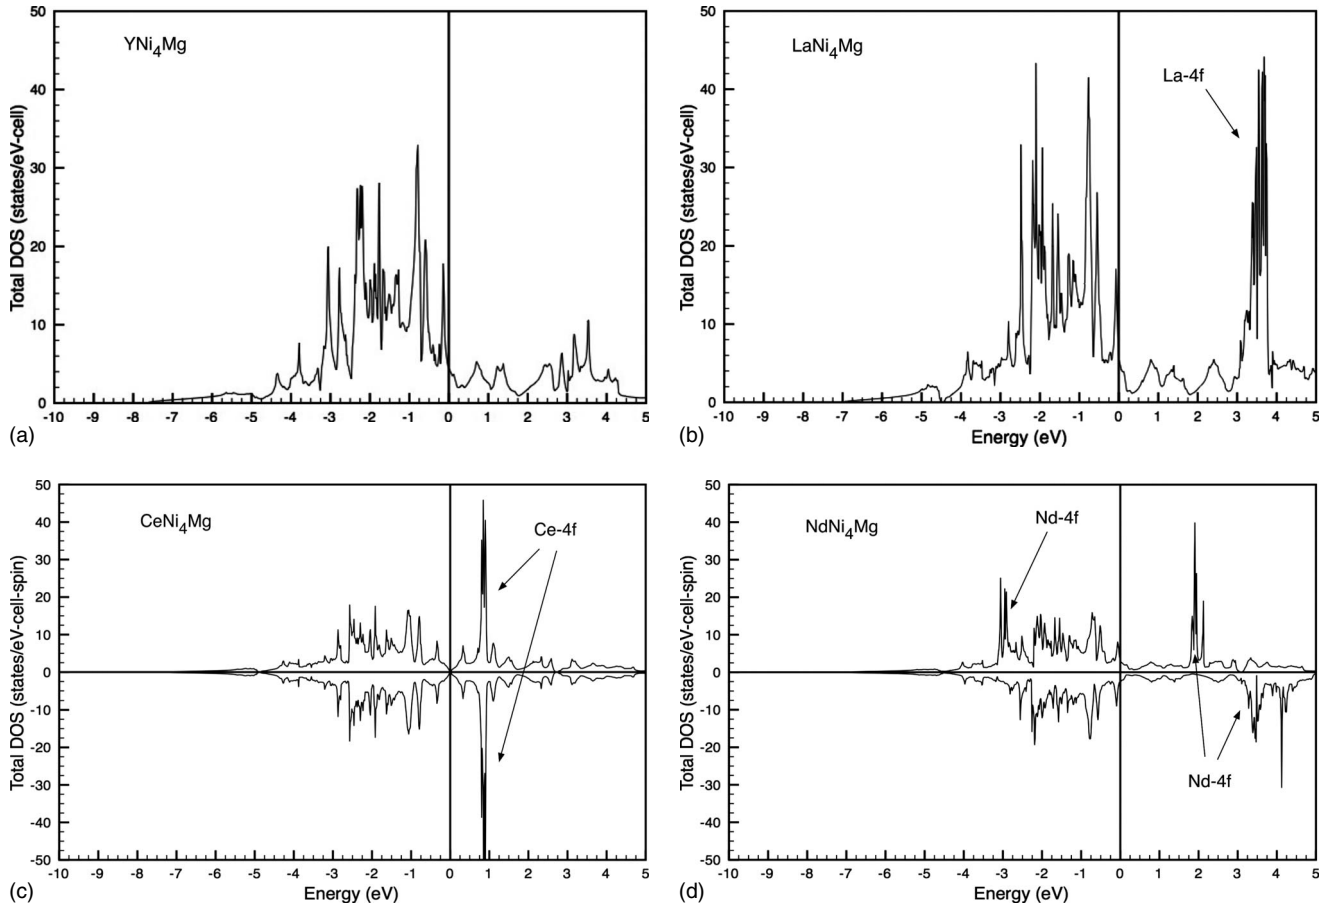 YNi4Mg
Total DOS (states/eV-cell)
50
40
30
20
10
0
-10 -9 -8 -7 -6 -5 -4 -3 -2 -1 0 1 2 3 4 5
(a)
LaNi4Mg
La-4f
Total DOS (states/eV-cell)
50
40
30
20
10
0
-10 -9 -8 -7 -6 -5 -4 -3 -2 -1 0 1 2 3 4 5
Energy (eV)
(b)
CeNi4Mg
Ce-4f
Total DOS (states/eV-cell-spin)
50
40
30
20
10
0
-10
-20
-30
-40
-50
-10 -9 -8 -7 -6 -5 -4 -3 -2 -1 0 1 2 3 4 5
Energy (eV)
(c)
NdNi4Mg
Nd-4f
Nd-4f
Total DOS (states/eV-cell-spin)
50
40
30
20
10
0
-10
-20
-30
-40
-50
-10 -9 -8 -7 -6 -5 -4 -3 -2 -1 0 1 2 3 4 5
Energy (eV)
(d)